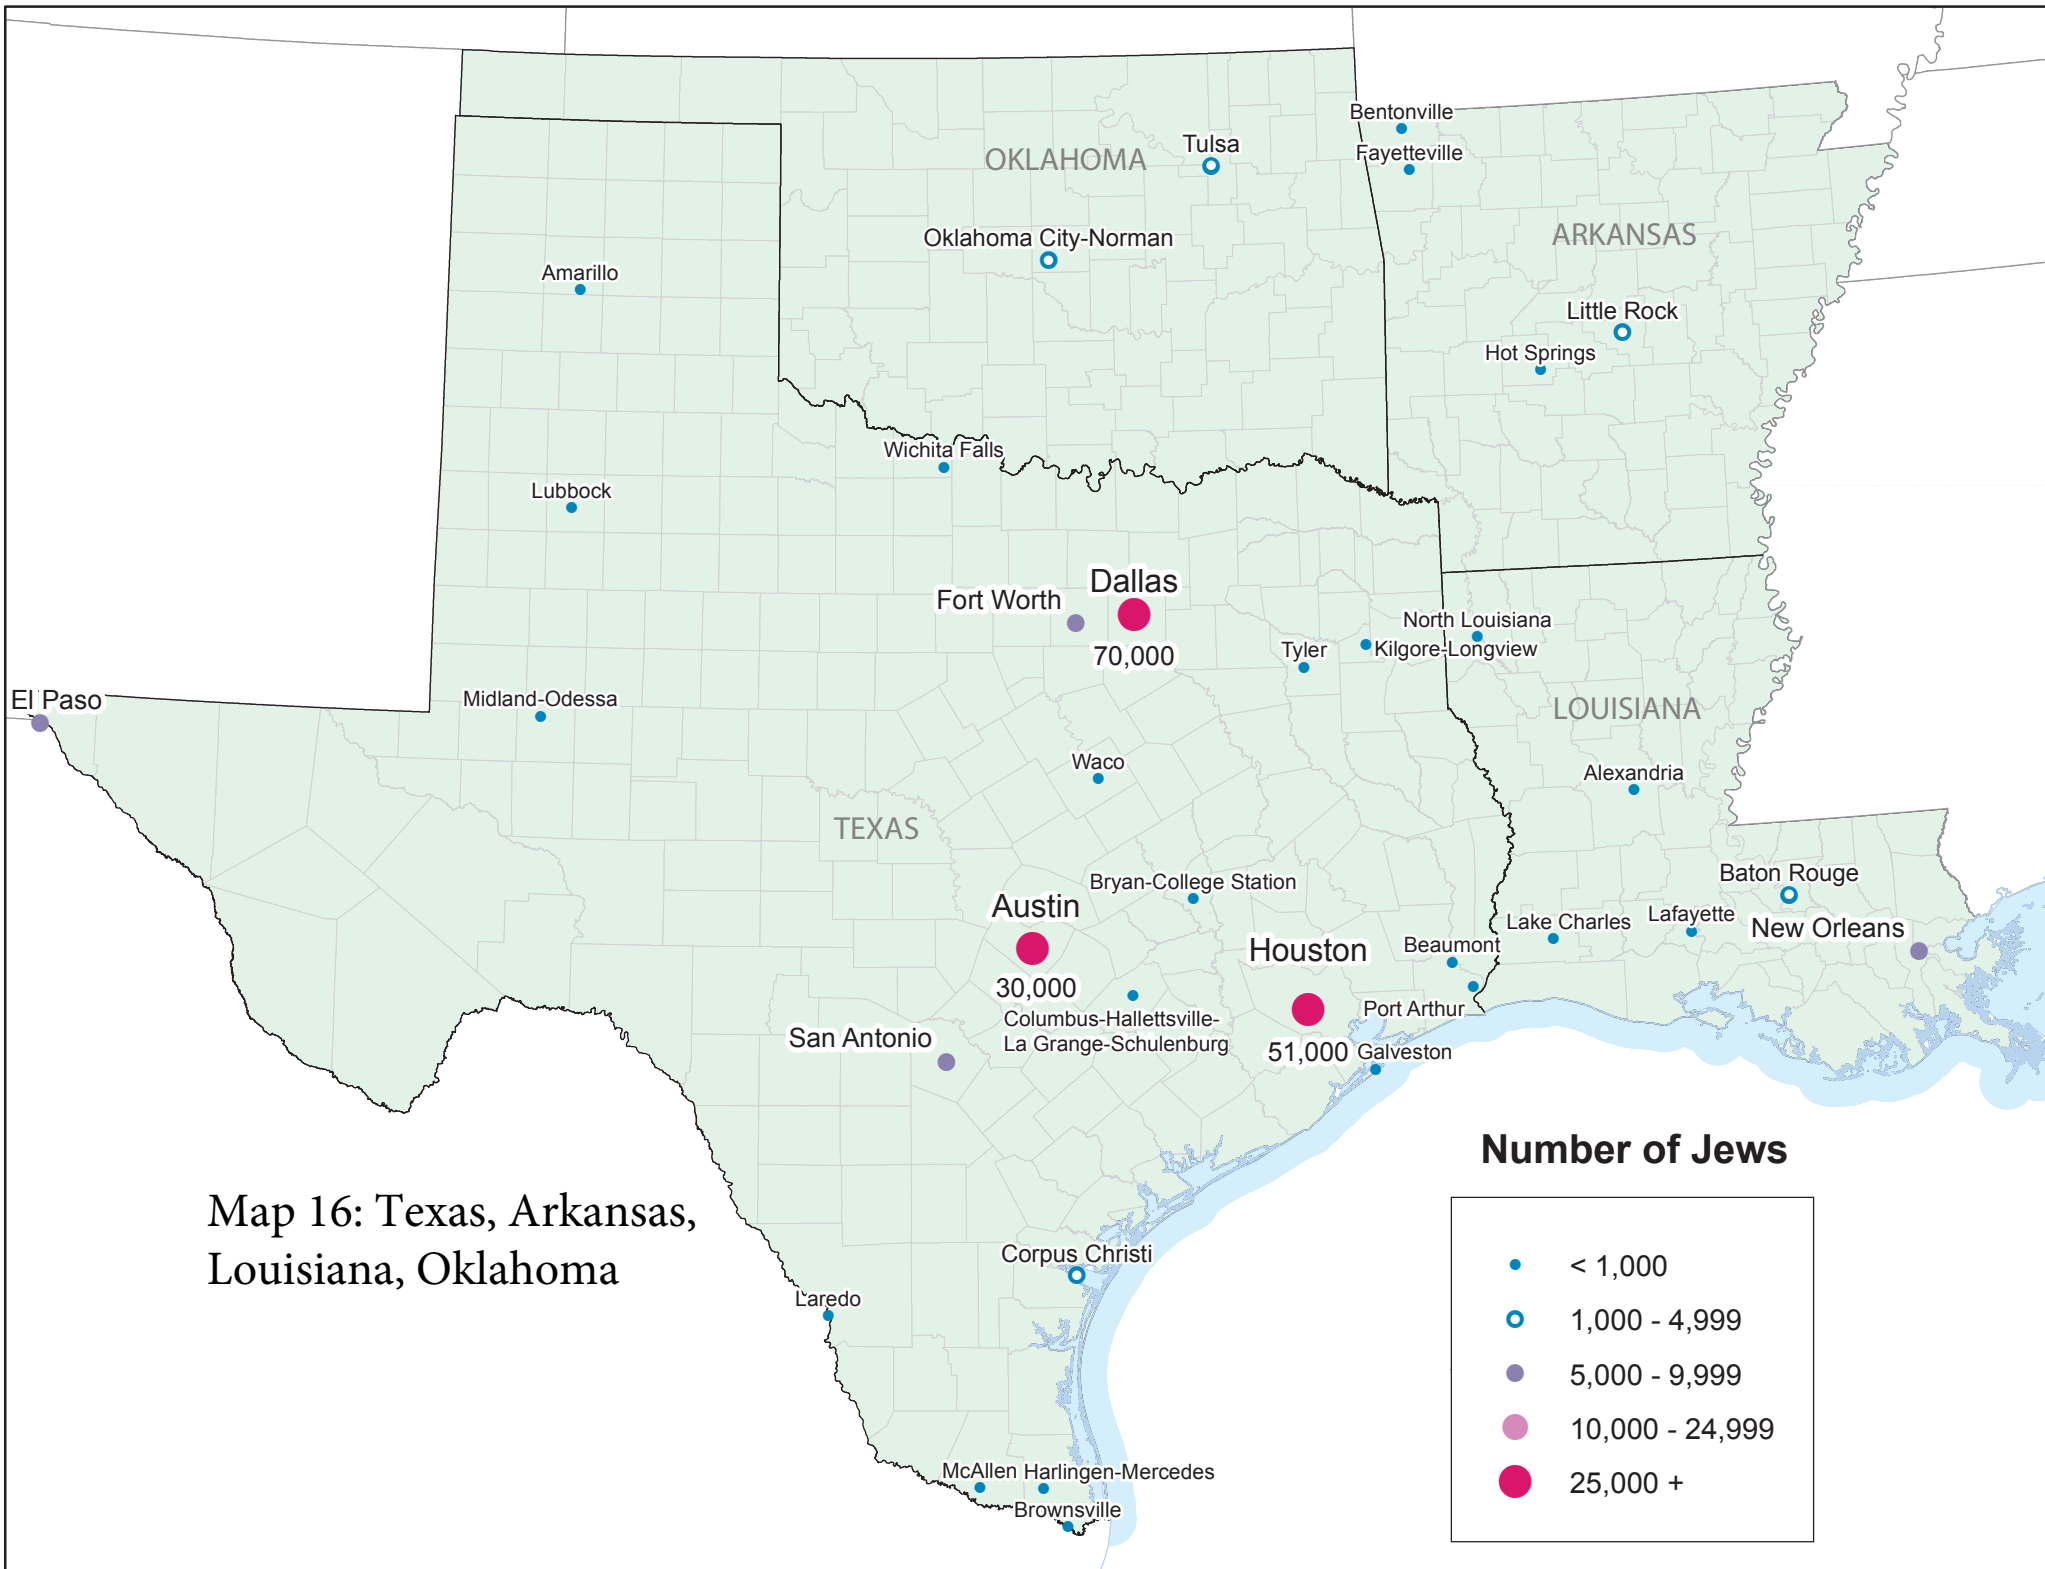 Bentonville
Tulsa
Fayetteville
OKLAHOMA
ARKANSAS
Oklahoma City-Norman
Amarillo
Little Rock
Hot Springs
Wichita Falls
Lubbock
Dallas
Fort Worth
70,000
North Louisiana
Kilgore-Longview
Tyler
El Paso
Midland-Odessa
LOUISIANA
Waco
Alexandria
TEXAS
Bryan-College Station
Baton Rouge
Austin
Lake Charles
Lafayette
New Orleans
Houston
Beaumont
30,000
Port Arthur
Columbus-Hallettsville-
La Grange-Schulenburg
San Antonio
51,000
Galveston
Number of Jews
Map 16: Texas, Arkansas,
Louisiana, Oklahoma
Corpus Christi
Laredo
< 1,000
1,000 - 4,999
5,000 - 9,999
10,000 - 24,999
25,000 +
McAllen
Harlingen-Mercedes
Brownsville